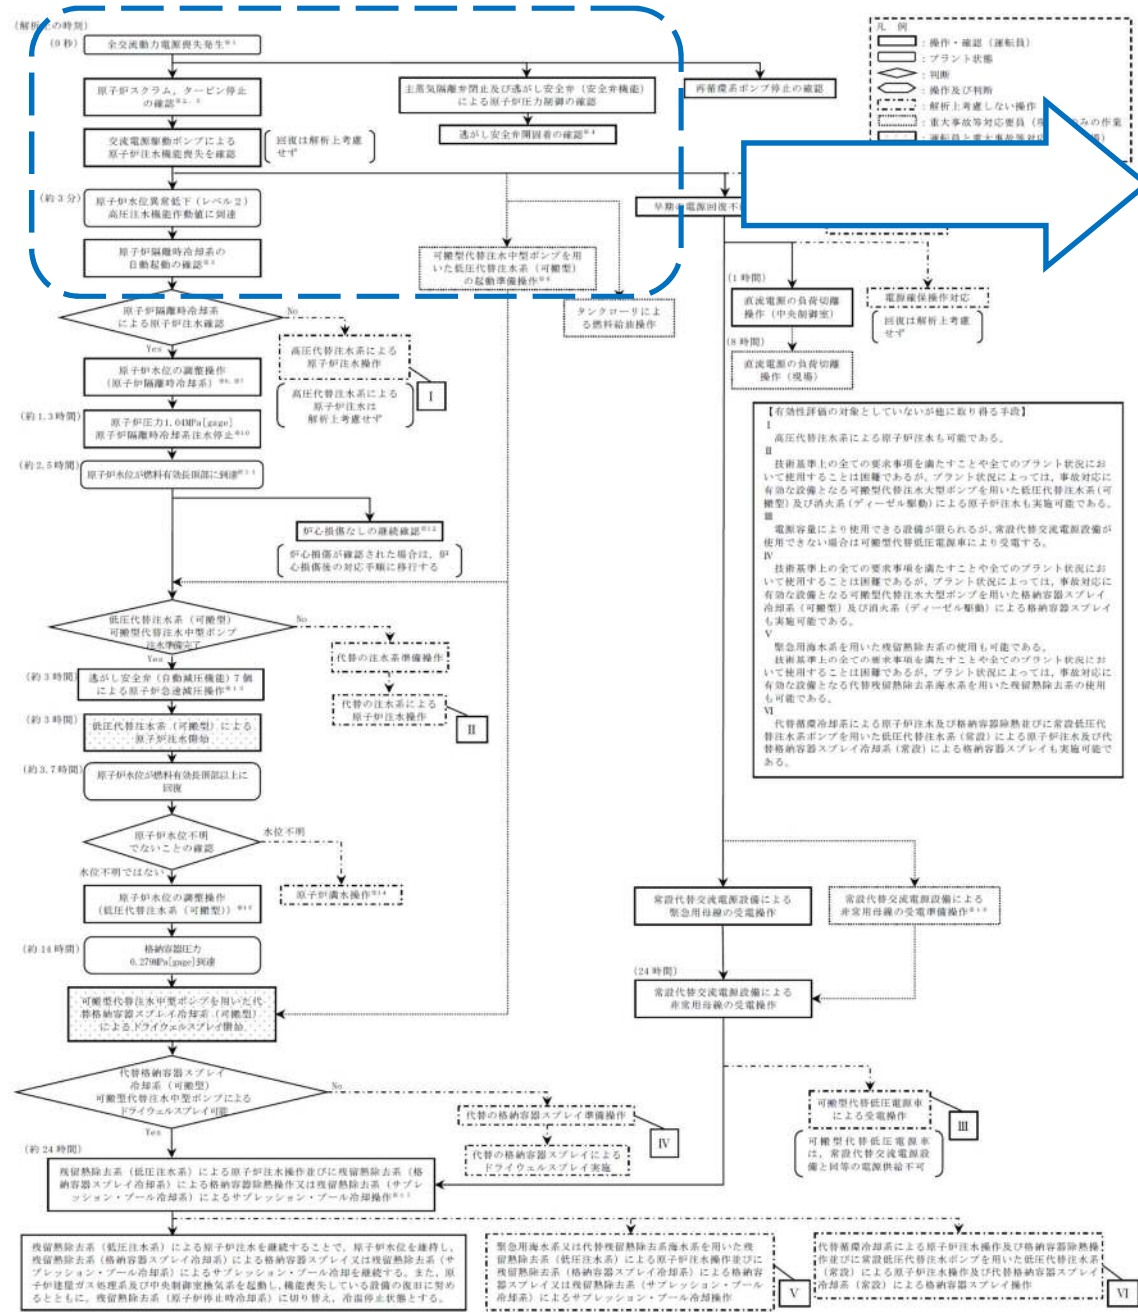 (解析上の時刻)
(0秒)
全交流動力電源喪失発生※1
原子炉スクラム，タービン停止
の確認※2，3
主蒸気隔離弁閉止及び逃がし安全弁（安全弁機能）
による原子炉圧力制御の確認
再循環系ポンプ停止の確認
逃がし安全弁開固着の確認※4
交流電源駆動ポンプによる
原子炉注水機能喪失を確認
回復は解析上考慮
せず
凡 例
：操作・確認（運転員）
：プラント状態
：判断
：操作及び判断
：解析上考慮しない操作
：重大事故等対応要員（現
みの作業
：運転員と重大事故等対応
(約3分)
原子炉水位異常低下（レベル2）
高圧注水機能作動値に到達
早期の電源回復不
原子炉隔離時冷却系の
自動起動の確認※5
可搬型代替注水中型ポンプを用
いた低圧代替注水系（可搬型）
の起動準備操作※8
タンクローリによ
る燃料給油操作
(1時間)
直流電源の負荷切離
操作（中央制御室）
(8時間)
直流電源の負荷切離
操作（現場）
電源確保操作対応
回復は解析上考慮
せず
原子炉隔離時冷却系
による原子炉注水確認
No
Yes
高圧代替注水系による
原子炉注水操作
I
高圧代替注水系による
原子炉注水は
解析上考慮せず
原子炉水位の調整操作
（原子炉隔離時冷却系）※6，※7
(約1.3時間)
原子炉圧力1.04MPa[gage]
原子炉隔離時冷却系注水停止※10
(約2.5時間)
原子炉水位が燃料有効長頂部に到達※11
炉心損傷なしの継続確認※12
炉心損傷が確認された場合は，炉
心損傷後の対応手順に移行する
【有効性評価の対象としていないが他に取り得る手段】
I
高圧代替注水系による原子炉注水も可能である。
II
技術基準上の全ての要求事項を満たすことや全てのプラント状況にお
いて使用することは困難であるが，プラント状況によっては，事故対応に
有効な設備となる可搬型代替注水大型ポンプを用いた低圧代替注水系（可
搬型）及び消火系（ディーゼル駆動）による原子炉注水も実施可能である。
III
電源容量により使用できる設備が限られるが，常設代替交流電源設備が
使用できない場合は可搬型代替低圧電源車により受電する。
IV
技術基準上の全ての要求事項を満たすことや全てのプラント状況にお
いて使用することは困難であるが，プラント状況によっては，事故対応に
有効な設備となる可搬型代替注水大型ポンプを用いた格納容器スプレイ
冷却系（可搬型）及び消火系（ディーゼル駆動）による格納容器スプレイ
も実施可能である。
V
緊急用海水系を用いた残留熱除去系の使用も可能である。
技術基準上の全ての要求事項を満たすことや全てのプラント状況にお
いて使用することは困難であるが，プラント状況によっては，事故対応に
有効な設備となる代替残留熱除去系海水系を用いた残留熱除去系の使用
も可能である。
VI
代替循環冷却系による原子炉注水及び格納容器除熱並びに常設低圧代
替注水系ポンプを用いた低圧代替注水系（常設）による原子炉注水及び代
替格納容器スプレイ冷却系（常設）による格納容器スプレイも実施可能で
ある。
低圧代替注水系（可搬型）
可搬型代替注水中型ポンプ
注水準備完了
No
Yes
代替の注水系準備操作
代替の注水系による
原子炉注水操作
II
(約3時間)
逃がし安全弁（自動減圧機能）7個
による原子炉急速減圧操作※13
(約3時間)
低圧代替注水系（可搬型）による
原子炉注水開始
(約3.7時間)
原子炉水位が燃料有効長頂部以上に
回復
原子炉水位不明
でないことの確認
水位不明
水位不明ではない
原子炉満水操作※14
原子炉水位の調整操作
（低圧代替注水系（可搬型））※15
(約14時間)
格納容器圧力
0.279MPa[gage]到達
常設代替交流電源設備による
緊急用母線の受電操作
常設代替交流電源設備による
非常用母線の受電準備操作※16
(24時間)
常設代替交流電源設備による
非常用母線の受電操作
可搬型代替注水中型ポンプを用いた代
替格納容器スプレイ冷却系（可搬型）
によるドライウェルスプレイ開始
代替格納容器スプレイ
冷却系（可搬型）
可搬型代替注水中型ポンプによる
ドライウェルスプレイ可能
No
Yes
代替の格納容器スプレイ準備操作
IV
代替の格納容器スプレイによる
ドライウェルスプレイ実施
可搬型代替低圧電源車
による受電操作
III
可搬型代替低圧電源車
は，常設代替交流電源設
備と同等の電源供給不可
(約24時間)
残留熱除去系（低圧注水系）による原子炉注水操作並びに残留熱除去系（格
納容器スプレイ冷却系）による格納容器除熱操作又は残留熱除去系（サプレ
ッション・プール冷却系）によるサプレッション・プール冷却操作※17
残留熱除去系（低圧注水系）による原子炉注水を継続することで，原子炉水位を維持し，
残留熱除去系（格納容器スプレイ冷却系）による格納容器スプレイ又は残留熱除去系（サ
プレッション・プール冷却系）によるサプレッション・プール冷却を継続する。また，原
子炉建屋ガス処理系及び中央制御室換気系を起動し，機能喪失している設備の復旧に努め
るとともに，残留熱除去系（原子炉停止時冷却系）に切り替え，冷温停止状態とする。
緊急用海水系又は代替残留熱除去系海水系を用いた残
留熱除去系（低圧注水系）による原子炉注水操作並びに
残留熱除去系（格納容器スプレイ冷却系）による格納容
器スプレイ又は残留熱除去系（サプレッション・プール
冷却系）によるサプレッション・プール冷却操作
V
代替循環冷却系による原子炉注水操作及び格納容器除熱操
作並びに常設低圧代替注水系ポンプを用いた低圧代替注水系
（常設）による原子炉注水操作及び代替格納容器スプレイ
冷却系（常設）による格納容器スプレイ操作
VI